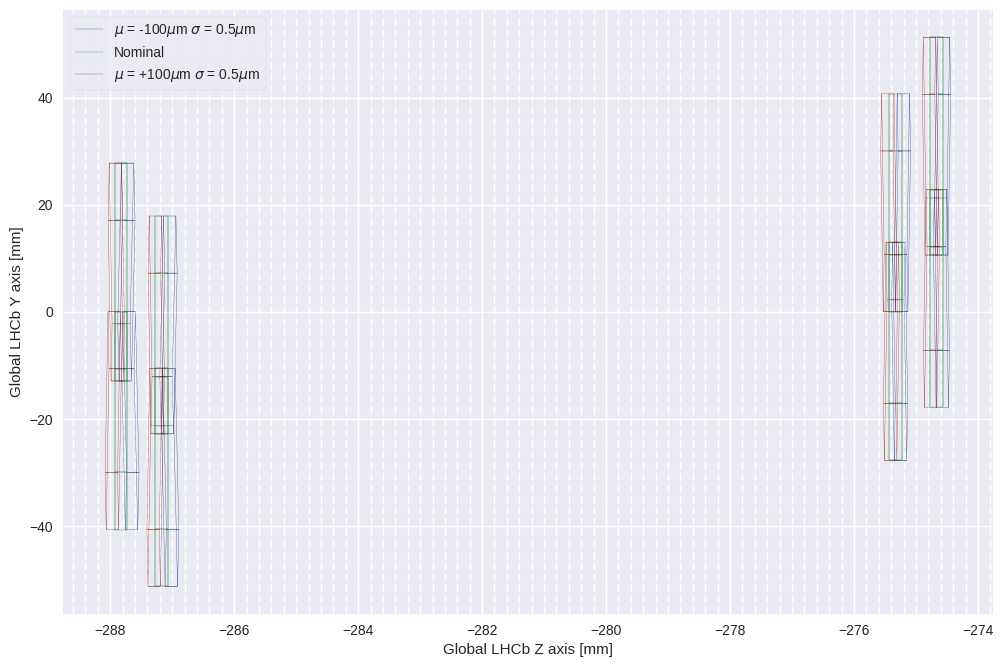 μ = -100μm σ = 0.5μm
Nominal
μ = +100μm σ = 0.5μm
40
20
0
−20
−40
Global LHCb Y axis [mm]
−288 −286 −284 −282 −280 −278 −276 −274
Global LHCb Z axis [mm]